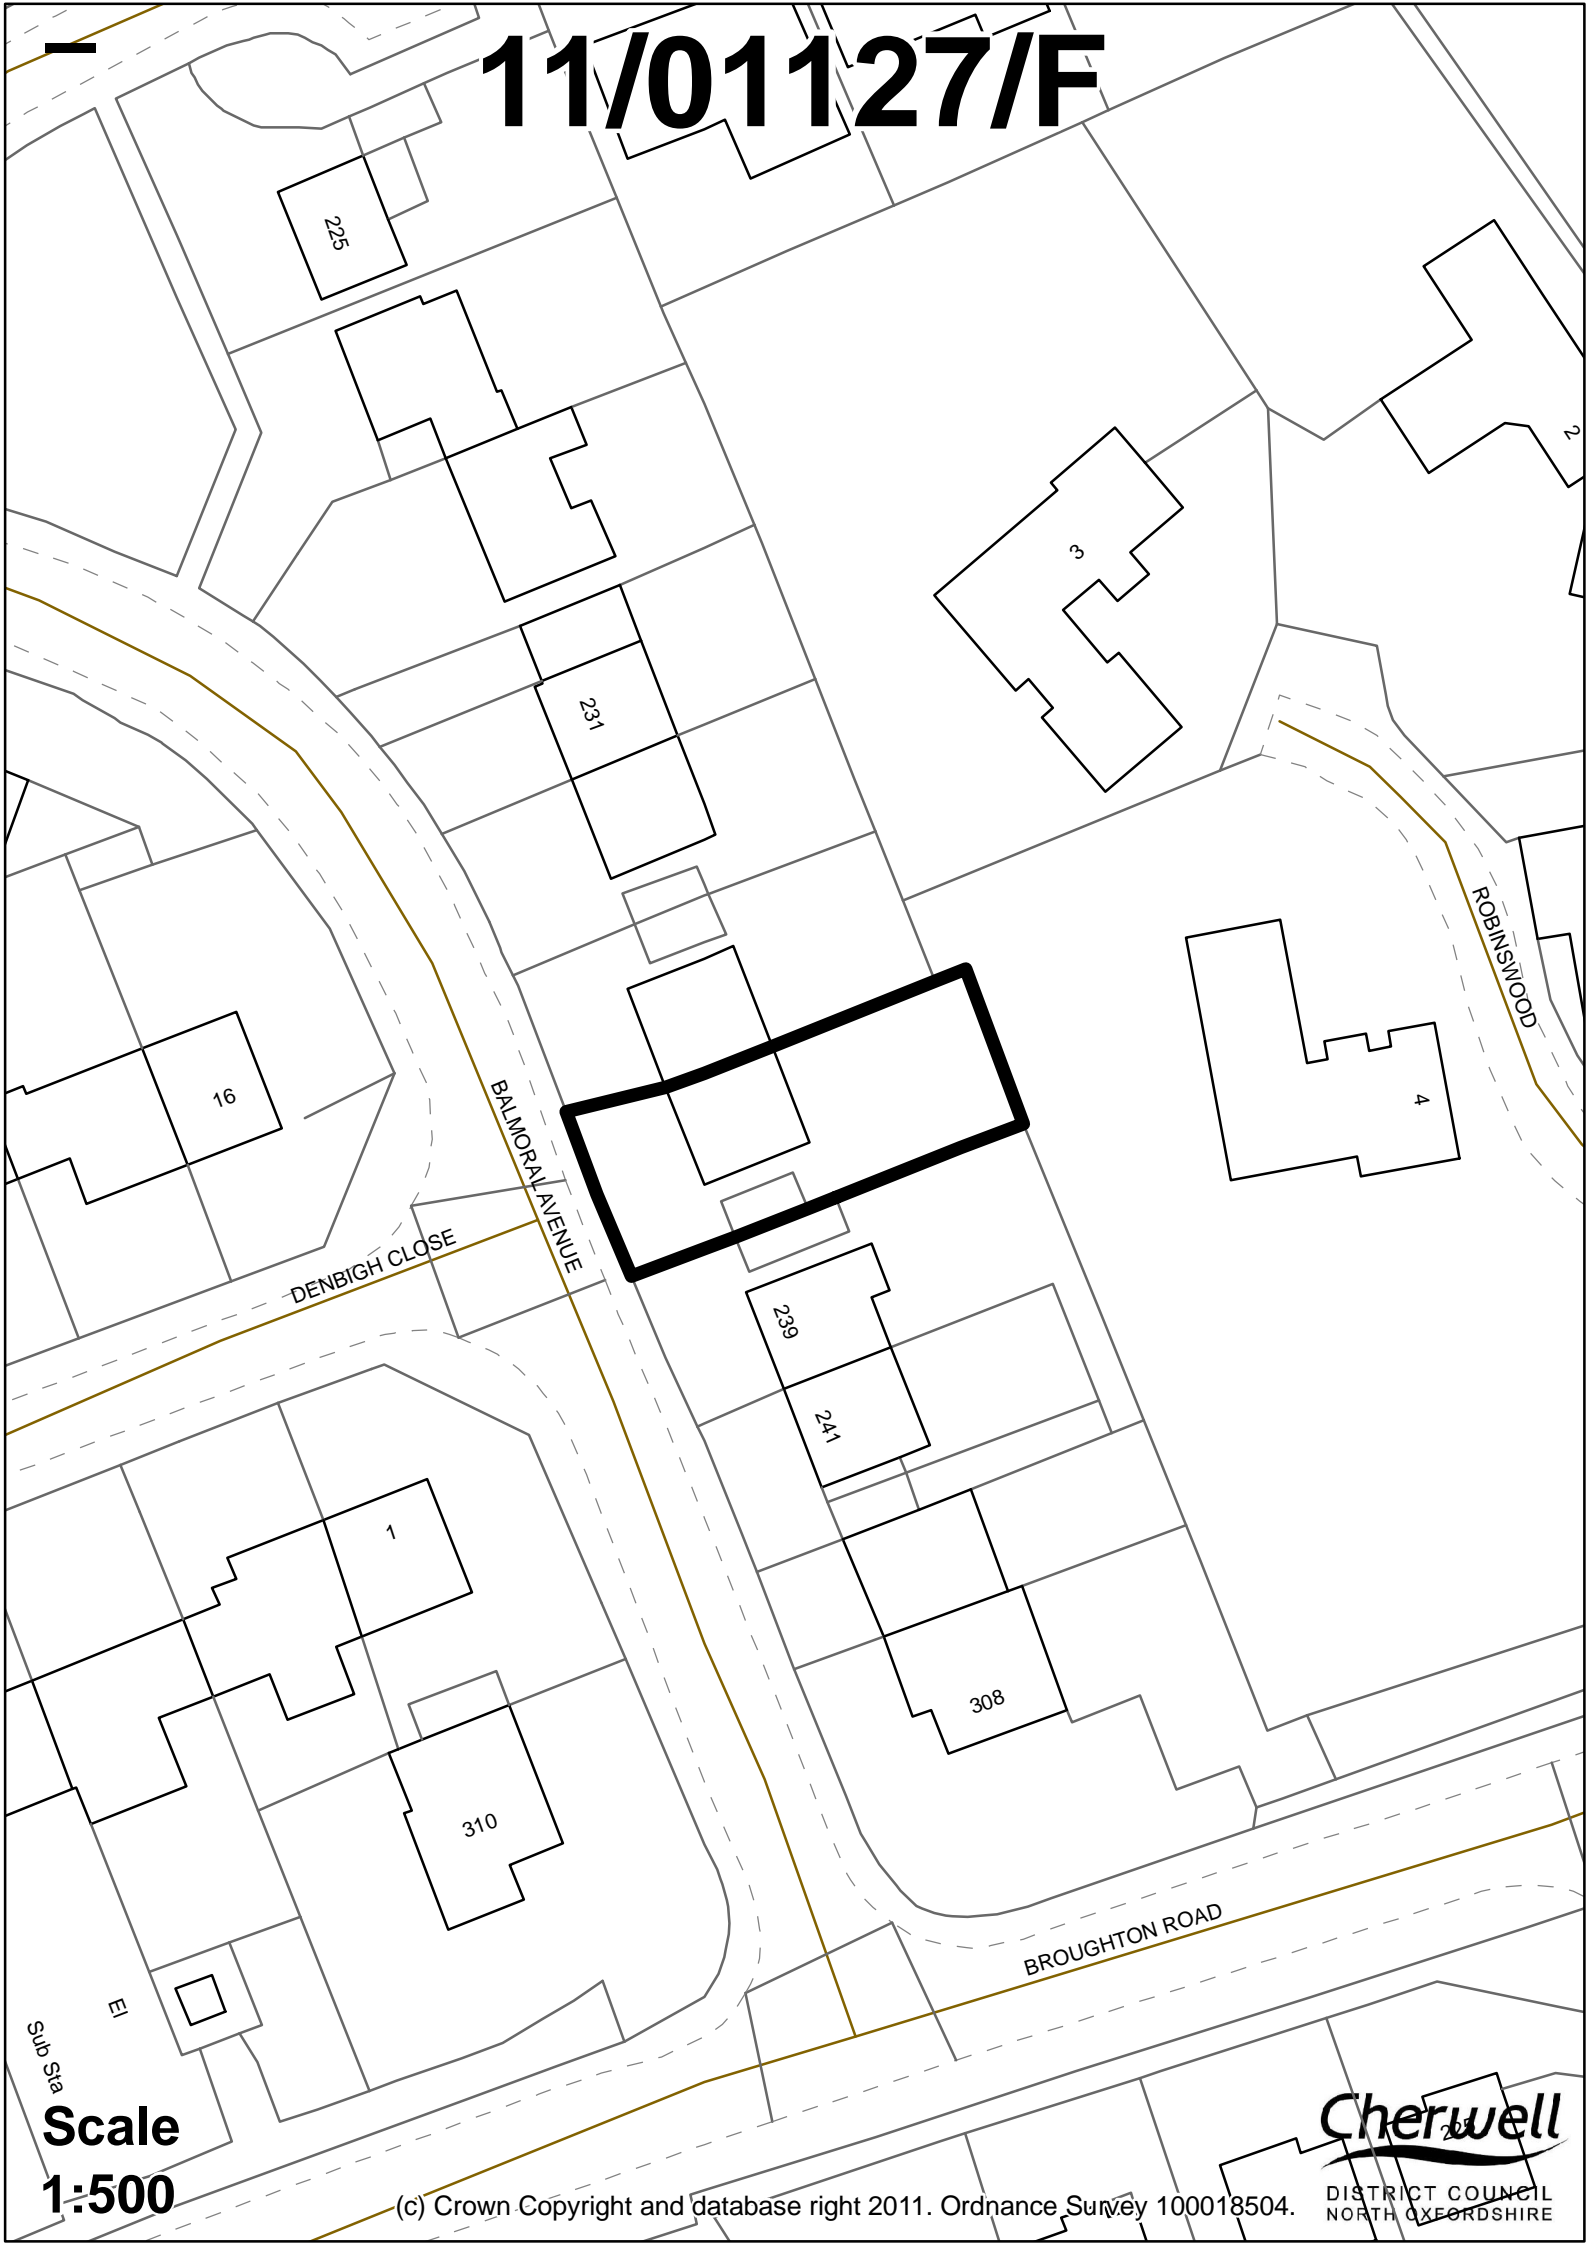 11/01127/F
225
2
3
231
ROBINSWOOD
16
4
BALMORAL AVENUE
DENBIGH CLOSE
239
241
1
308
310
BROUGHTON ROAD
El
Sub Sta
Scale
1:500
(c) Crown Copyright and database right 2011. Ordnance Survey 100018504.
Cherwell
DISTRICT COUNCIL
NORTH OXFORDSHIRE